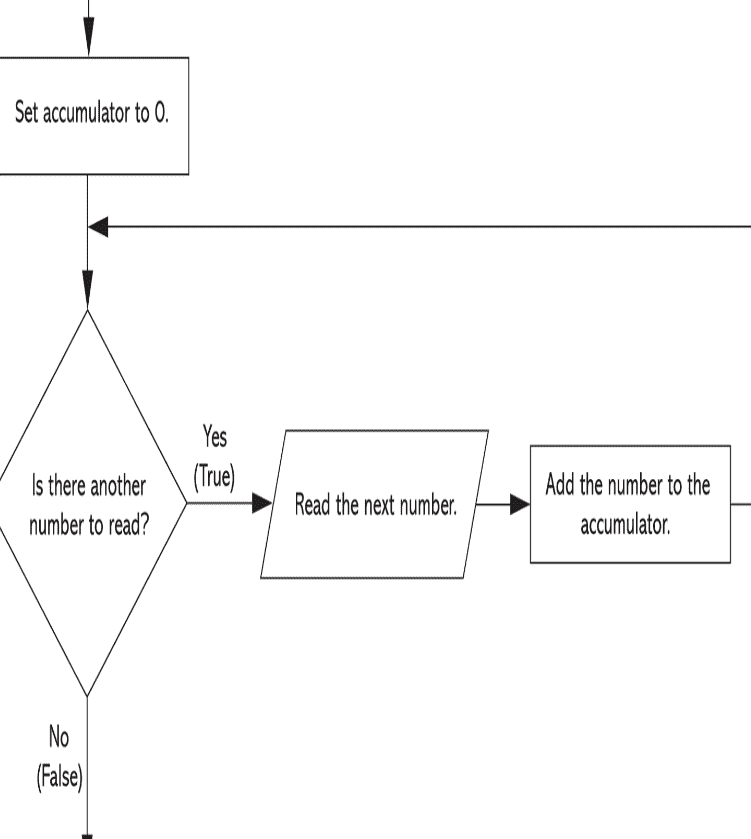 Set accumulator to 0.
Yes
(True)
Is there another
number to read?
Read the next number.
Add the number to the
accumulator.
No
(False)